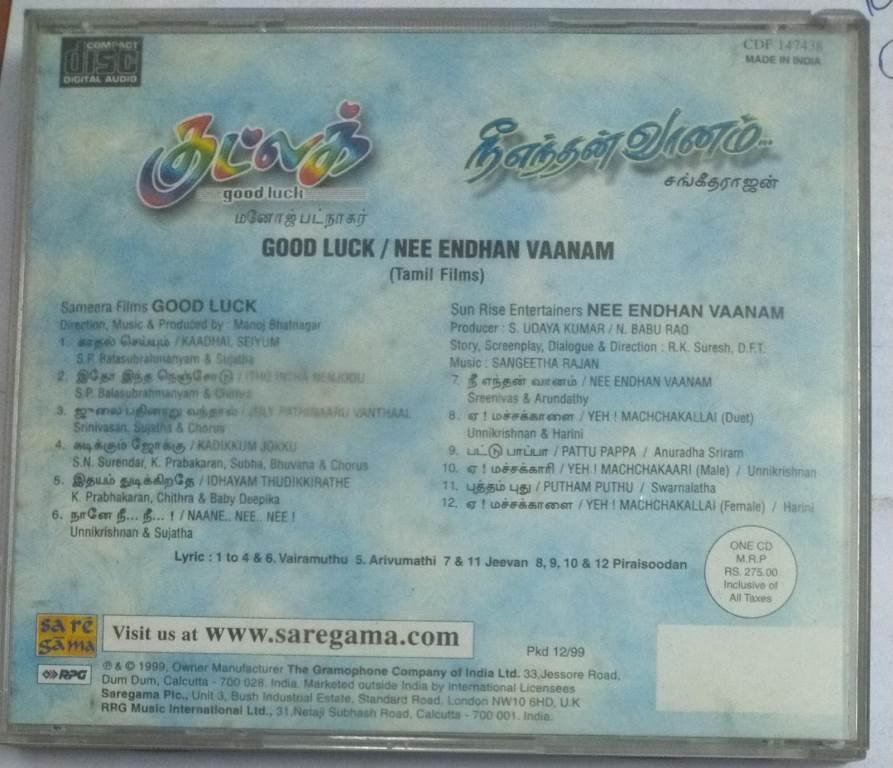 COMPACT
disc
DIGITAL AUDIO
CDF 147438
MADE IN INDIA
குட்லக்
good luck
மனோஜ்பட்நாகர்
நீ எந்தன் வானம்...
சங்கீதராஜன்
GOOD LUCK / NEE ENDHAN VAANAM
(Tamil Films)
Sameera Films GOOD LUCK
Direction, Music & Produced by : Manoj Bhatnagar
1. காதல் செய்யும் / KAADHAL SEIYUM
S.P. Balasubrahmanyam & Sujatha
2. இதோ இந்த நெஞ்சோடு / ITHO INDHA NENJODU
S.P. Balasubrahmanyam & Chithra
3. ஜுலை பதினாறு வந்தால் / JULY PATHINAARU VANTHAAL
Srinivasan, Sujatha & Chorus
4. கடிக்கும் ஜோக்கு / KADIKKUM JOKKU
S.N. Surendar, K. Prabakaran, Subha, Bhuvana & Chorus
5. இதயம் துடிக்கிறதே / IDHAYAM THUDIKKIRATHE
K. Prabhakaran, Chithra & Baby Deepika
6. நானே நீ... நீ... ! / NAANE.. NEE.. NEE !
Unnikrishnan & Sujatha
Sun Rise Entertainers NEE ENDHAN VAANAM
Producer : S. UDAYA KUMAR / N. BABU RAO
Story, Screenplay, Dialogue & Direction : R.K. Suresh, D.F.T.
Music : SANGEETHA RAJAN
7. நீ எந்தன் வானம் / NEE ENDHAN VAANAM
Sreenivas & Arundathy
8. ஏ ! மச்சக்காளை / YEH ! MACHCHAKALLAI (Duet)
Unnikrishnan & Harini
9. பட்டு பாப்பா / PATTU PAPPA / Anuradha Sriram
10. ஏ ! மச்சக்காரி / YEH ! MACHCHAKAARI (Male) / Unnikrishnan
11. புத்தம் புது / PUTHAM PUTHU / Swarnalatha
12. ஏ ! மச்சக்காளை / YEH ! MACHCHAKALLAI (Female) / Harini
Lyric : 1 to 4 & 6. Vairamuthu 5. Arivumathi 7 & 11 Jeevan 8, 9, 10 & 12 Piraisoodan
ONE CD
M.R.P
RS. 275.00
Inclusive of
All Taxes
sa rē
gāma
Visit us at www.saregama.com
Pkd 12/99
RPG
℗ & © 1999, Owner Manufacturer The Gramophone Company of India Ltd. 33, Jessore Road,
Dum Dum, Calcutta - 700 028. India. Marketed outside India by International Licensees
Saregama Plc., Unit 3, Bush Industrial Estate, Standard Road, London NW10 6HD, U.K
RPG Music International Ltd., 31, Netaji Subhash Road, Calcutta - 700 001. India.